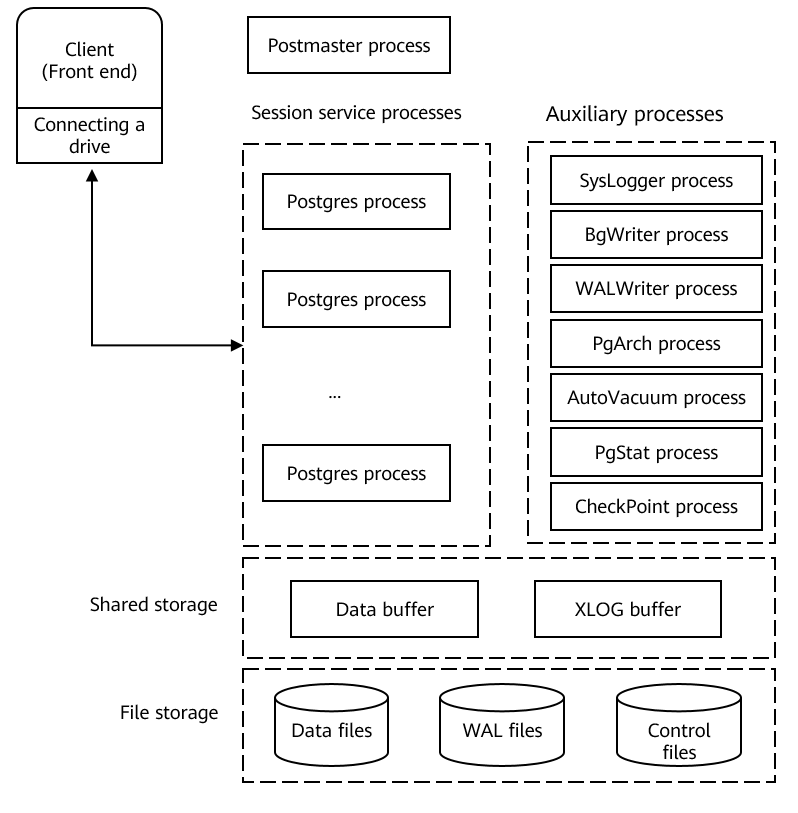 Client
(Front end)
Connecting a
drive
Postmaster process
Session service processes
Postgres process
Postgres process
...
Postgres process
Auxiliary processes
SysLogger process
BgWriter process
WALWriter process
PgArch process
AutoVacuum process
PgStat process
CheckPoint process
Shared storage
Data buffer
XLOG buffer
File storage
Data files
WAL files
Control
files